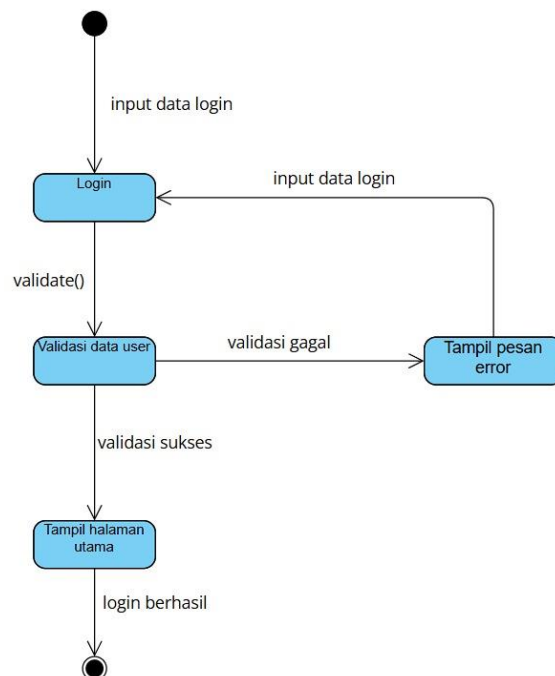 input data login
Login
input data login
validate()
Validasi data user
validasi gagal
Tampil pesan
error
validasi sukses
Tampil halaman
utama
login berhasil